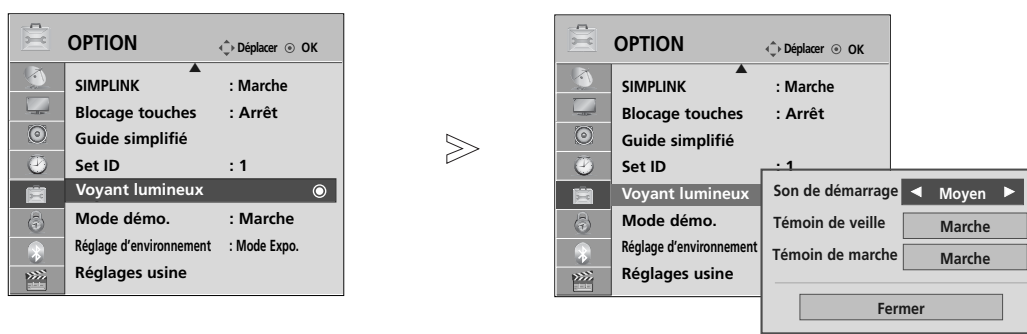 OPTION
Déplacer OK
SIMPLINK : Marche
Blocage touches : Arrêt
Guide simplifié
Set ID : 1
Voyant lumineux
Mode démo. : Marche
Réglage d'environnement : Mode Expo.
Réglages usine
OPTION
Déplacer OK
SIMPLINK : Marche
Blocage touches : Arrêt
Guide simplifié
Set ID : 1
Voyant lumineux
Mode démo.
Réglage d'environnement
Réglages usine
Son de démarrage Moyen
Témoin de veille Marche
Témoin de marche Marche
Fermer